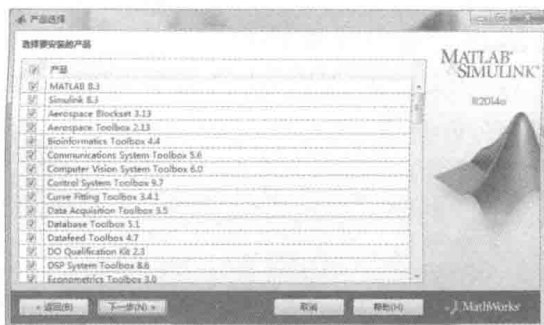 产品选择
选择要安装的产品
产品
MATLAB 8.3
Simulink 8.3
Aerospace Blockset 3.13
Aerospace Toolbox 2.13
Bioinformatics Toolbox 4.4
Communications System Toolbox 5.6
Computer Vision System Toolbox 6.0
Control System Toolbox 9.7
Curve Fitting Toolbox 3.4.1
Data Acquisition Toolbox 3.5
Database Toolbox 5.1
Datafeed Toolbox 4.7
DO Qualification Kit 2.3
DSP System Toolbox 8.6
Econometrics Toolbox 3.0
MATLAB®
SIMULINK®
R2014a
< 返回(B)
下一步(N) >
取消
帮助(H)
MathWorks®